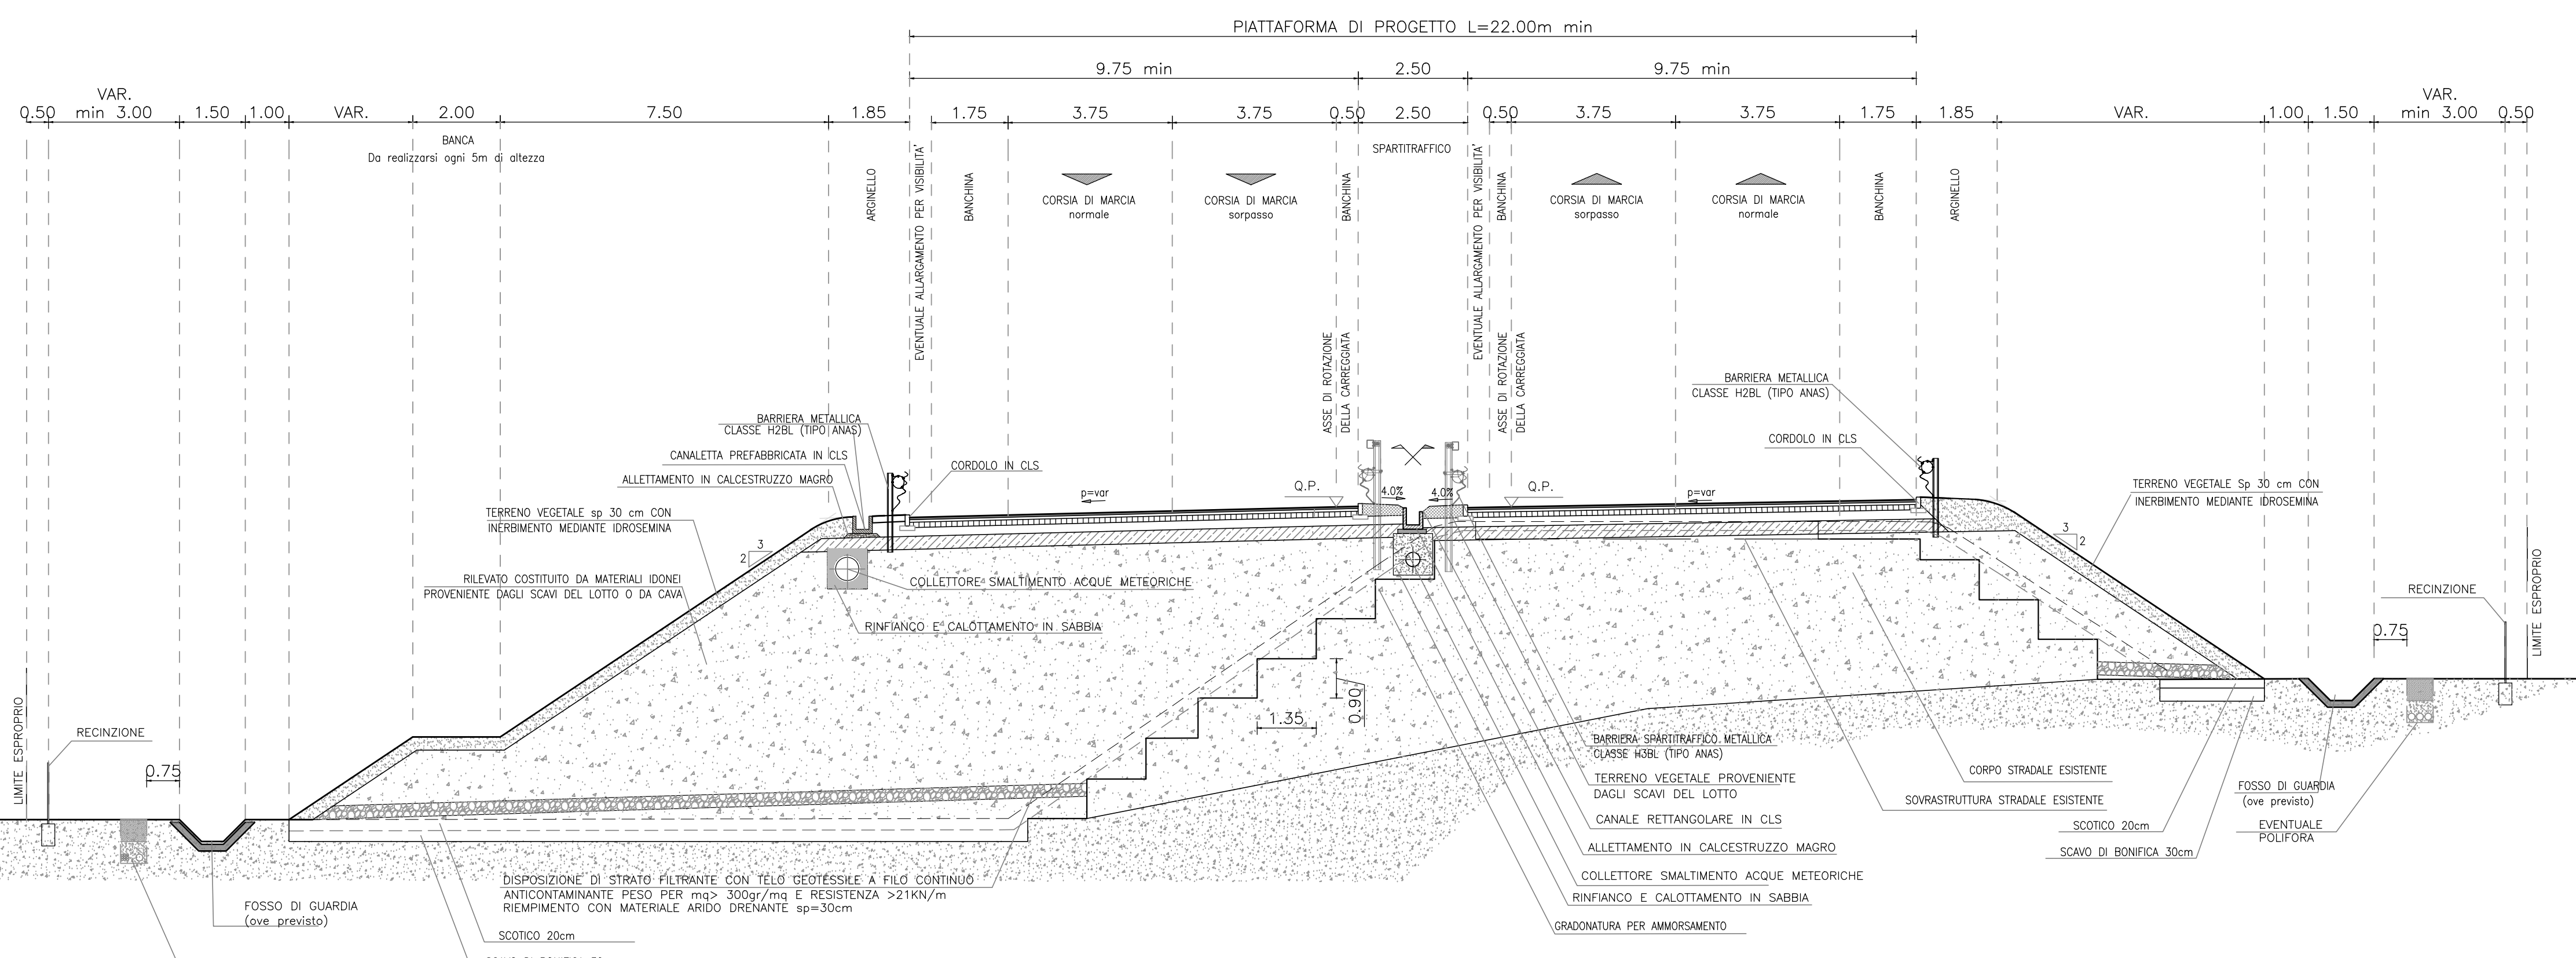 PIATTAFORMA DI PROGETTO L=22.00m min
9.75 min
2.50
9.75 min
VAR.
VAR.
0.50
min 3.00
1.50
1.00
VAR.
2.00
7.50
1.85
1.75
3.75
3.75
0.50
2.50
0.50
3.75
3.75
1.75
1.85
VAR.
1.00
1.50
min 3.00
0.50
BANCA
Da realizzarsi ogni 5m di altezza
SPARTITRAFFICO
ARGINELLO
EVENTUALE ALLARGAMENTO PER VISIBILITA'
BANCHINA
CORSIA DI MARCIA
normale
CORSIA DI MARCIA
sorpasso
BANCHINA
EVENTUALE ALLARGAMENTO PER VISIBILITA'
BANCHINA
CORSIA DI MARCIA
sorpasso
CORSIA DI MARCIA
normale
BANCHINA
ARGINELLO
ASSE DI ROTAZIONE
DELLA CARREGGIATA
ASSE DI ROTAZIONE
DELLA CARREGGIATA
BARRIERA METALLICA
CLASSE H2BL (TIPO ANAS)
BARRIERA METALLICA
CLASSE H2BL (TIPO ANAS)
CANALETTA PREFABBRICATA IN CLS
CORDOLO IN CLS
CORDOLO IN CLS
ALLETTAMENTO IN CALCESTRUZZO MAGRO
p=var
Q.P.
4.0%
4.0%
Q.P.
p=var
TERRENO VEGETALE sp 30 cm CON
INERBIMENTO MEDIANTE IDROSEMINA
TERRENO VEGETALE Sp 30 cm CON
INERBIMENTO MEDIANTE IDROSEMINA
3
2
3
2
RILEVATO COSTITUITO DA MATERIALI IDONEI
PROVENIENTE DAGLI SCAVI DEL LOTTO O DA CAVA
COLLETTORE SMALTIMENTO ACQUE METEORICHE
RINFIANCO E CALOTTAMENTO IN SABBIA
LIMITE ESPROPRIO
RECINZIONE
0.75
1.35
0.90
RECINZIONE
0.75
LIMITE ESPROPRIO
BARRIERA SPARTITRAFFICO METALLICA
CLASSE H3BL (TIPO ANAS)
TERRENO VEGETALE PROVENIENTE
DAGLI SCAVI DEL LOTTO
CANALE RETTANGOLARE IN CLS
ALLETTAMENTO IN CALCESTRUZZO MAGRO
COLLETTORE SMALTIMENTO ACQUE METEORICHE
RINFIANCO E CALOTTAMENTO IN SABBIA
GRADONATURA PER AMMORSAMENTO
CORPO STRADALE ESISTENTE
SOVRASTRUTTURA STRADALE ESISTENTE
SCOTICO 20cm
SCAVO DI BONIFICA 30cm
FOSSO DI GUARDIA
(ove previsto)
EVENTUALE
POLIFORA
DISPOSIZIONE DI STRATO FILTRANTE CON TELO GEOTESSILE A FILO CONTINUO
ANTICONTAMINANTE PESO PER mq> 300gr/mq E RESISTENZA >21KN/m
RIEMPIMENTO CON MATERIALE ARIDO DRENANTE sp=30cm
FOSSO DI GUARDIA
(ove previsto)
SCOTICO 20cm